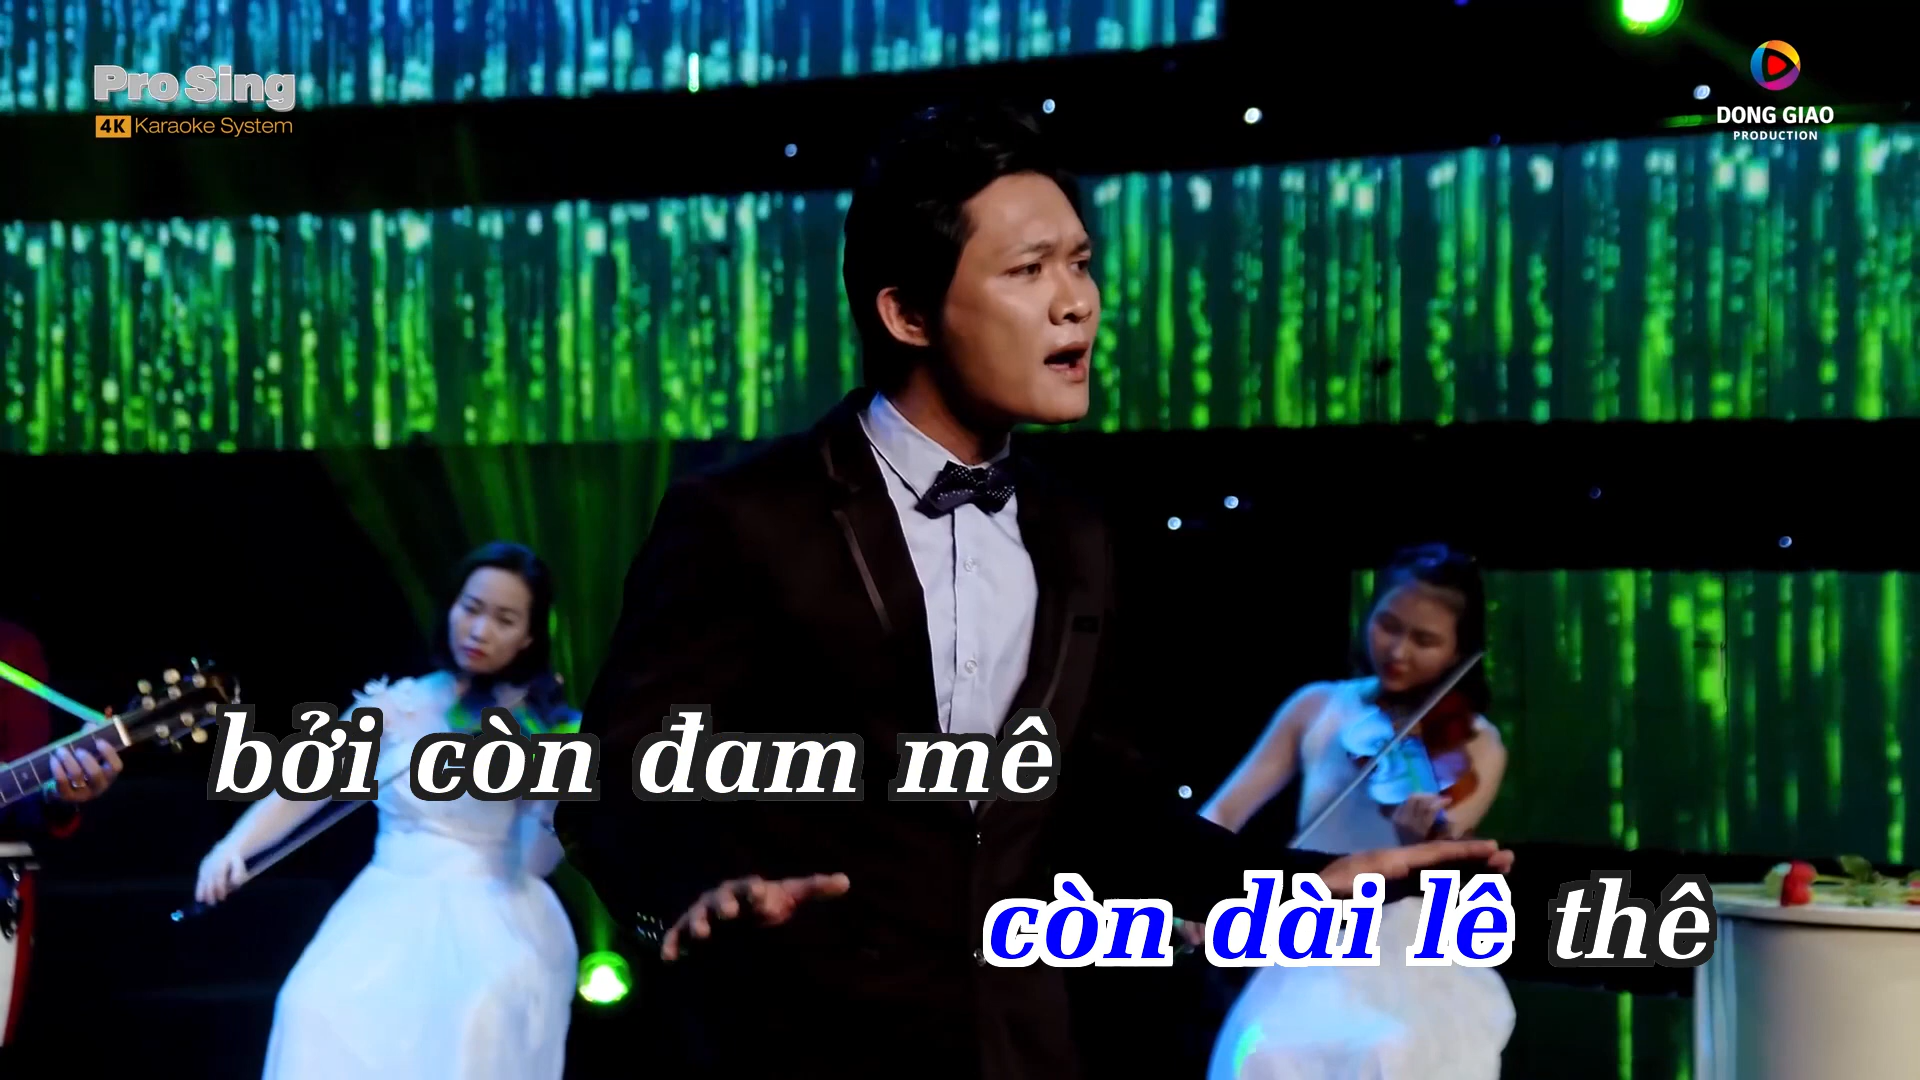 Pro Sing
4K Karaoke System
DONG GIAO
PRODUCTION
bởi còn đam mê
còn dài lê thê